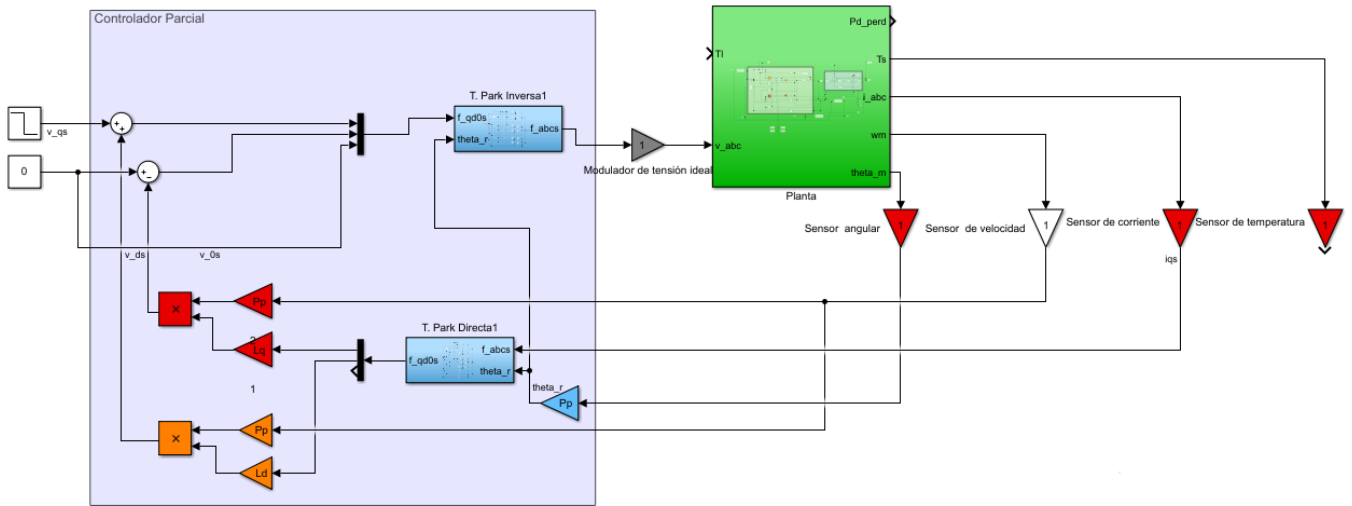 Controlador Parcial
Pd_perd
Tl
Ts
T. Park Inversa1
i_abc
f_qd0s
v_qs
f_abcs
wm
theta_r
1
v_abc
0
Modulador de tensión ideal
theta_m
Planta
Sensor angular
1
Sensor de velocidad
1
Sensor de corriente
1
Sensor de temperatura
1
v_ds
v_0s
iqs
Pp
×
T. Park Directa1
2
Lq
f_abcs
f_qd0s
theta_r
1
theta_r
Pp
Pp
×
Ld